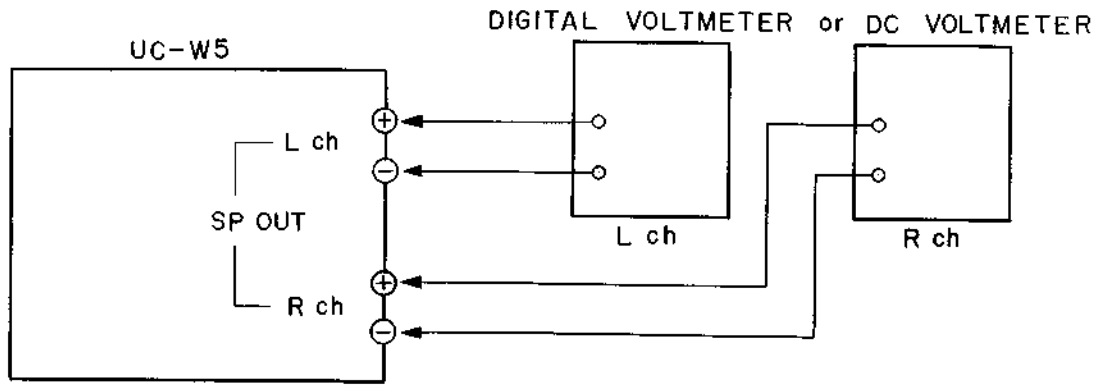 DIGITAL VOLTMETER or DC VOLTMETER
UC-W5
+
L ch
−
SP OUT
L ch
R ch
+
R ch
−